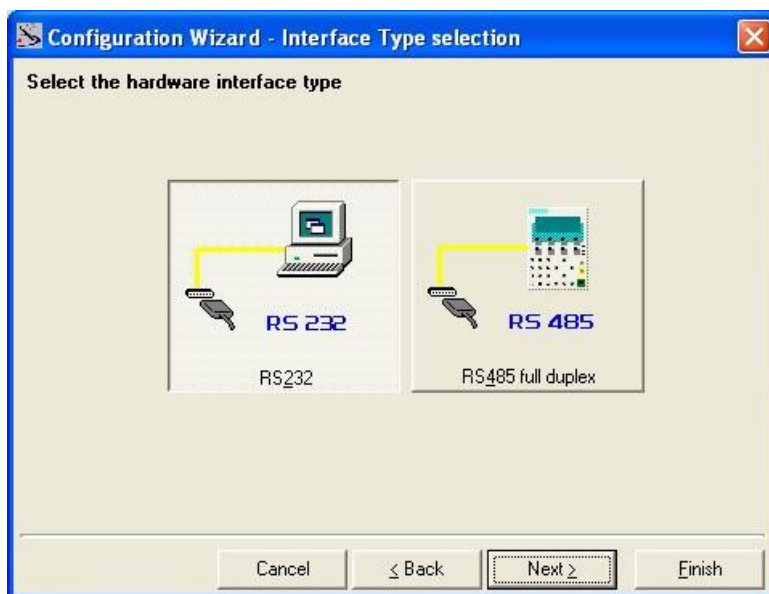 Configuration Wizard - Interface Type selection
Select the hardware interface type
RS 232
RS 485
RS232
RS485 full duplex
Cancel
< Back
Next >
Finish